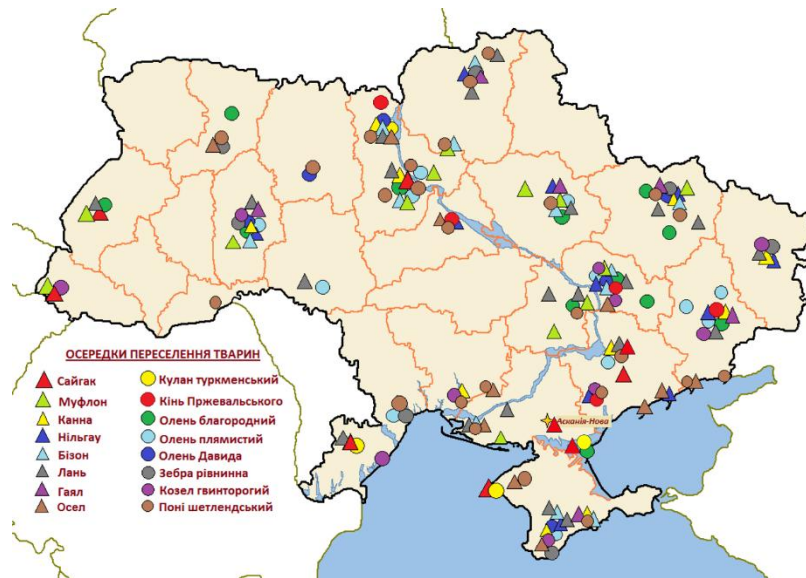 Асканія-Нова
ОСЕРЕДКИ ПЕРЕСЕЛЕННЯ ТВАРИН
Сайгак
Муфлон
Канна
Нільгау
Бізон
Лань
Гаял
Осел
Кулан туркменський
Кінь Пржевальського
Олень благородний
Олень плямистий
Олень Давида
Зебра рівнинна
Козел гвинторогий
Поні шетлендський